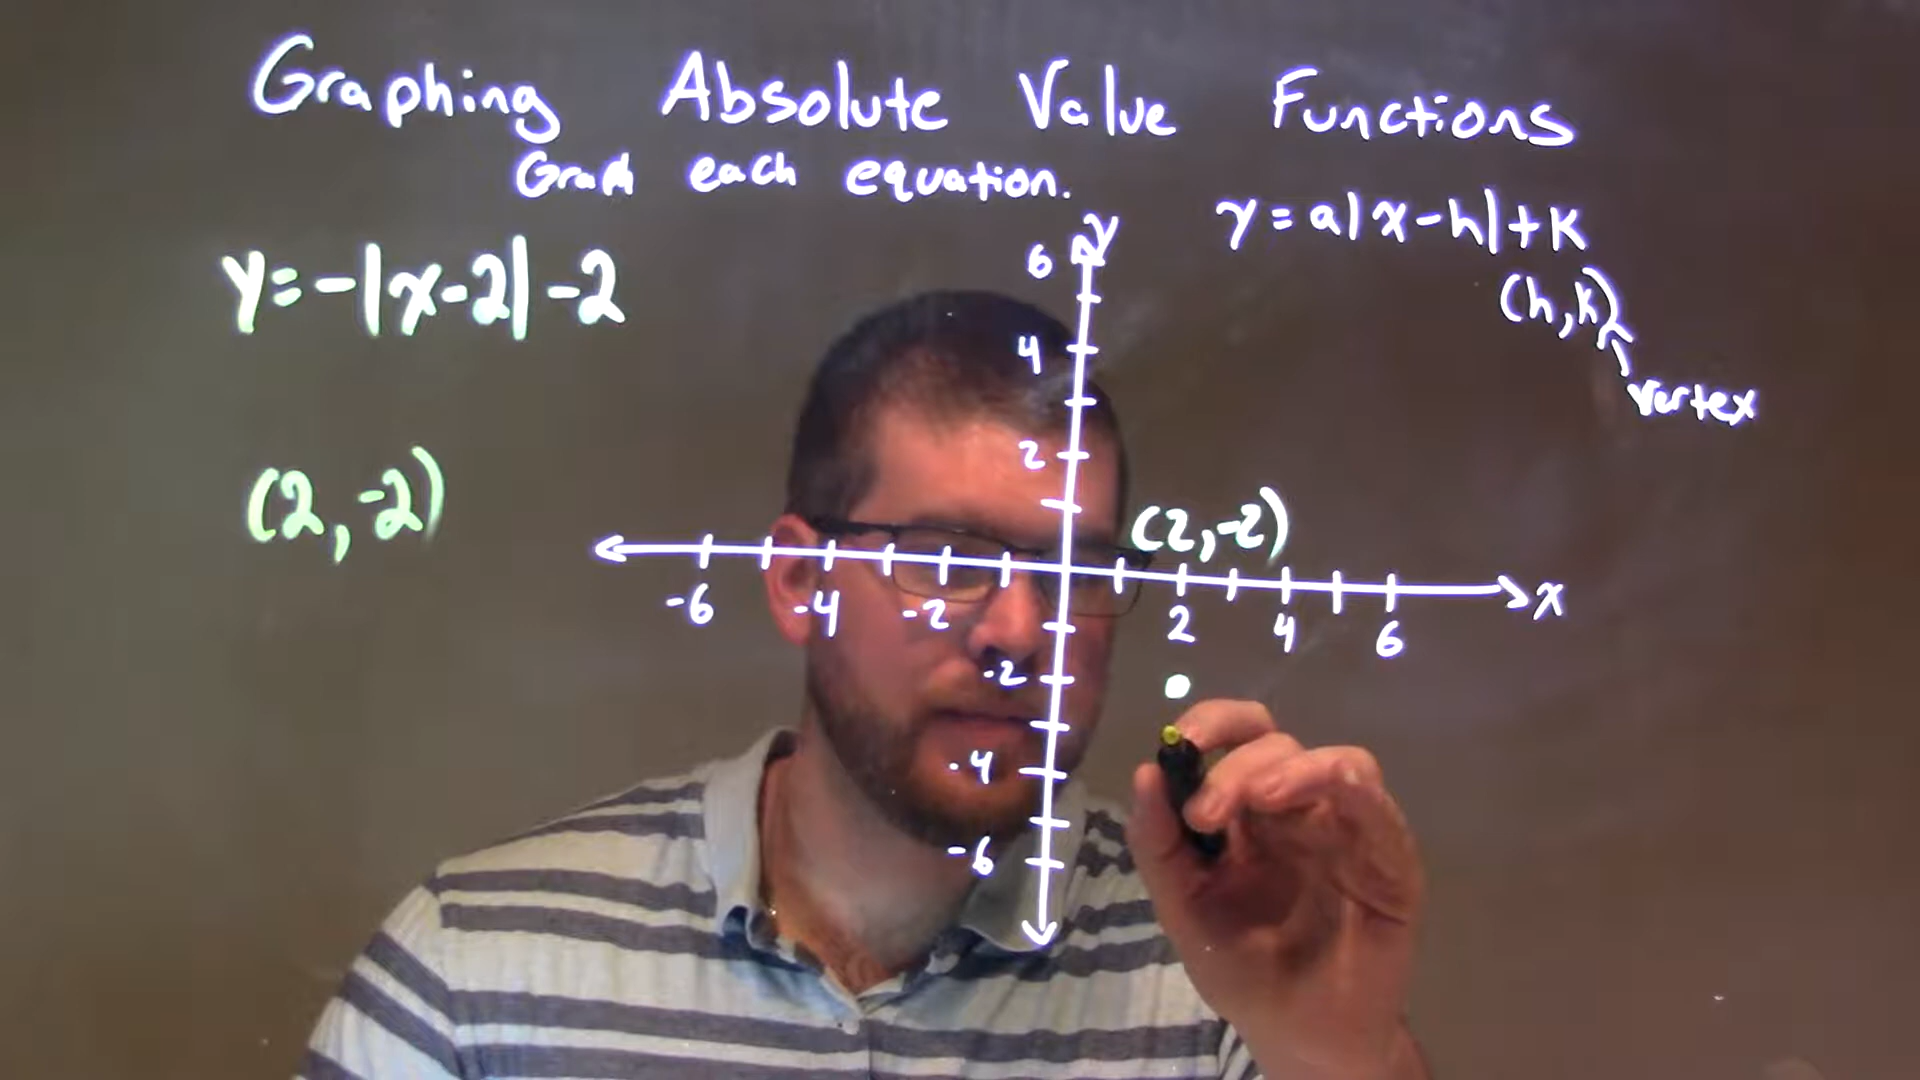 Graphing Absolute Value Functions
Graph each equation.
y = a|x-h|+k
(h,k)
vertex
y=-|x-2|-2
(2,-2)
y
6
4
2
(2,-2)
-6 -4 -2 2 4 6 x
-2
-4
-6